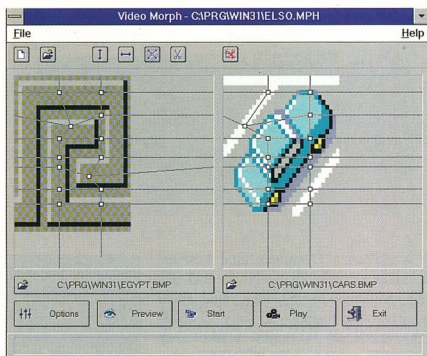 Video Morph - C:\PRG\WIN31\ELSO.MPH
File Help
C:\PRG\WIN31\EGYPT.BMP C:\PRG\WIN31\CARS.BMP
Options Preview Start Play Exit